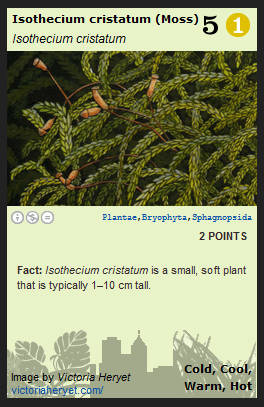 Isothecium cristatum (Moss) 5 1
Isothecium cristatum
Plantae,Bryophyta,Sphagnopsida
2 POINTS
Fact: Isothecium cristatum is a small, soft plant
that is typically 1–10 cm tall.
Cold, Cool,
Warm, Hot
Image by Victoria Heryet
victoriaheryet.com/